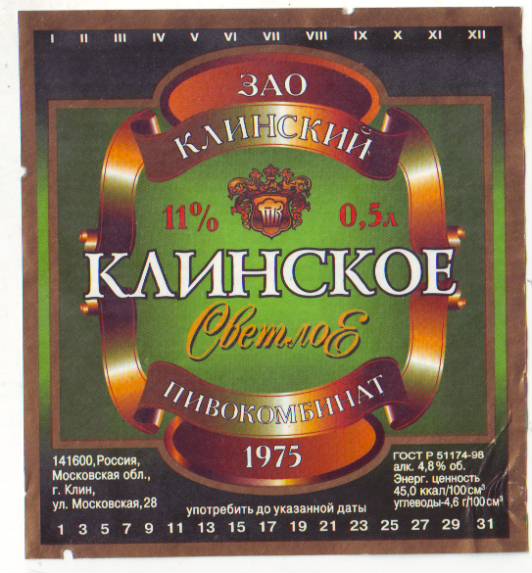 I II III IV V VI VII VIII IX X XI XII
ЗАО
КЛИНСКИЙ
ПК
11% 0,5л
КЛИНСКОЕ
Светлое
ПИВОКОМБИНАТ
1975
141600,Россия,
Московская обл.,
г. Клин,
ул. Московская,28
ГОСТ Р 51174-98
алк. 4,8% об.
Энерг. ценность
45,0 ккал/100см³
углеводы-4,6 г/100см³
употребить до указанной даты
1 3 5 7 9 11 13 15 17 19 21 23 25 27 29 31